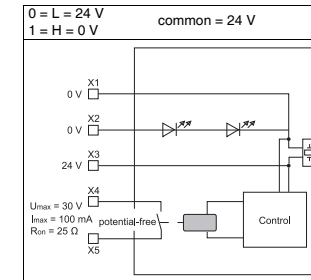 0 = L = 24 V
1 = H = 0 V
common = 24 V
X1
0 V
X2
0 V
X3
24 V
X4
Umax = 30 V
Imax = 100 mA potential-free
Ron = 25 Ω
X5
Control